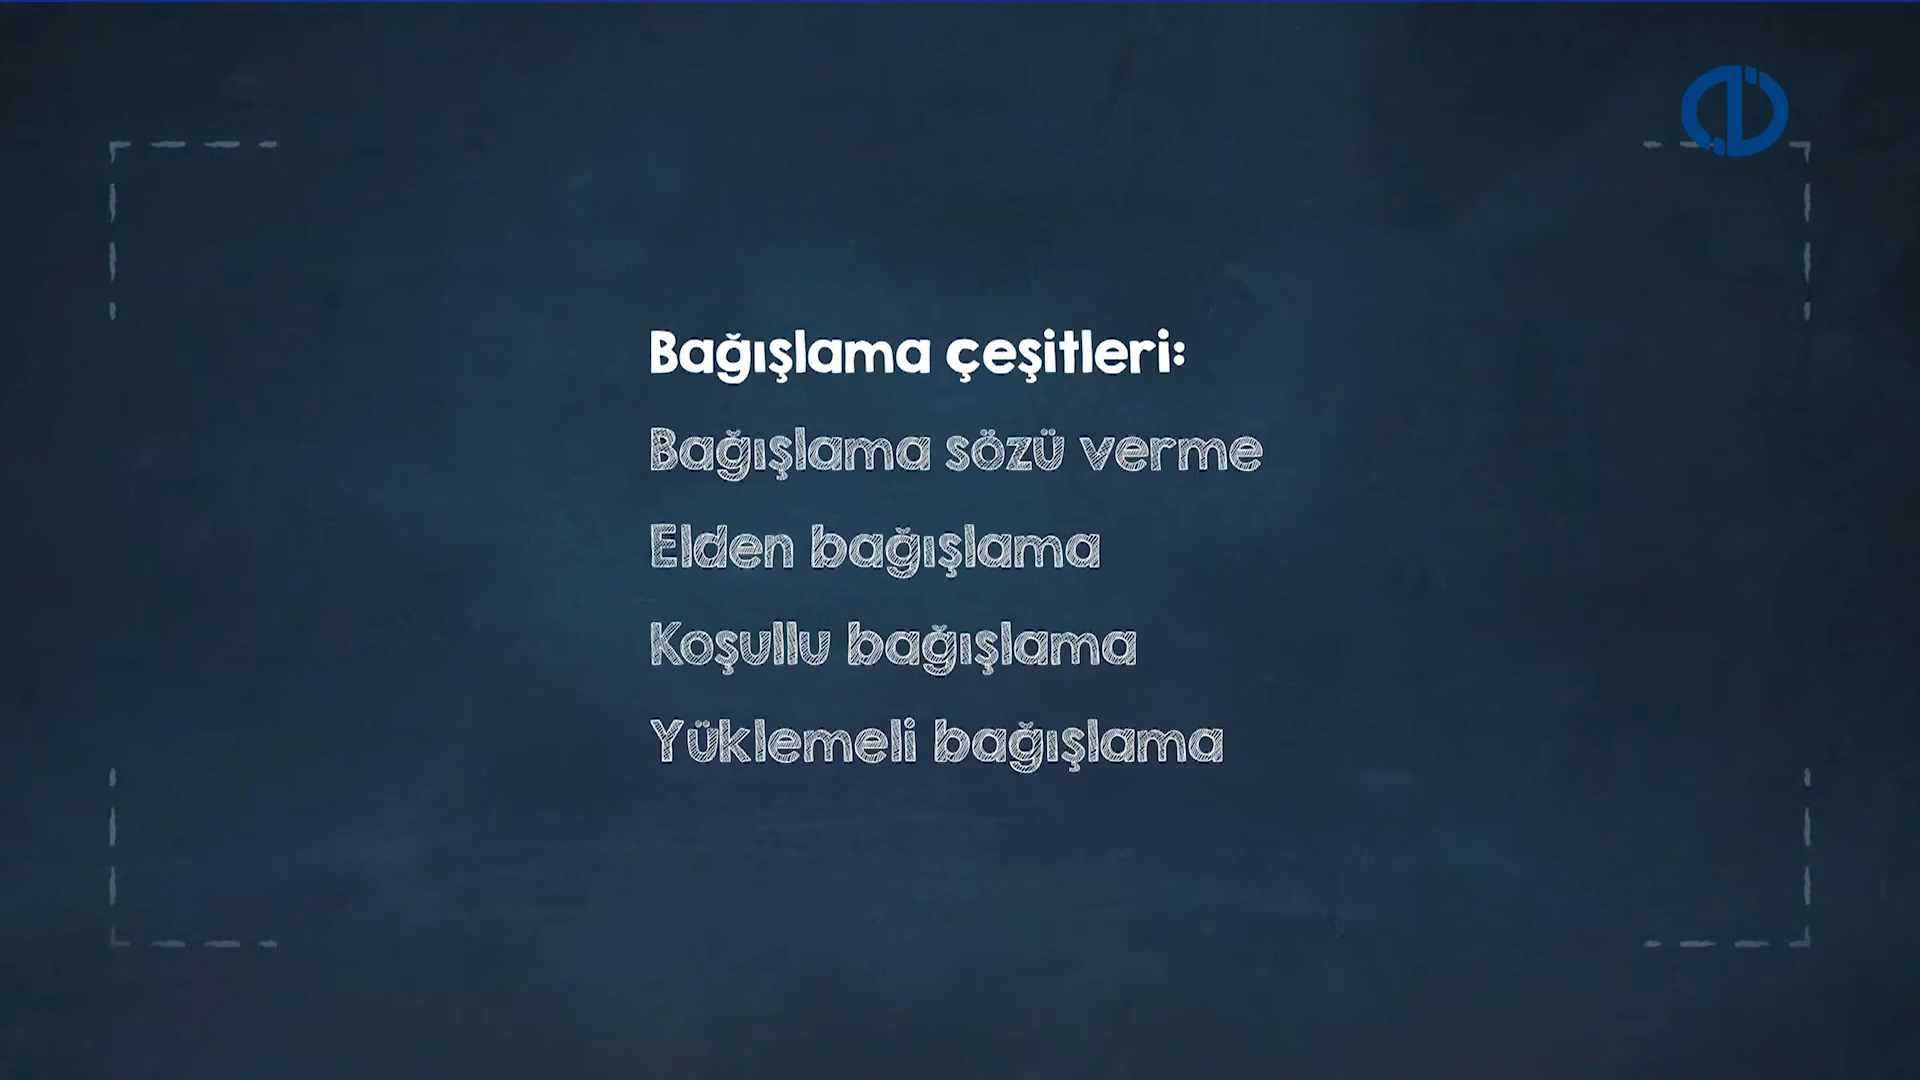 Bağışlama çeşitleri:
Bağışlama sözü verme
Elden bağışlama
Koşullu bağışlama
Yüklemeli bağışlama